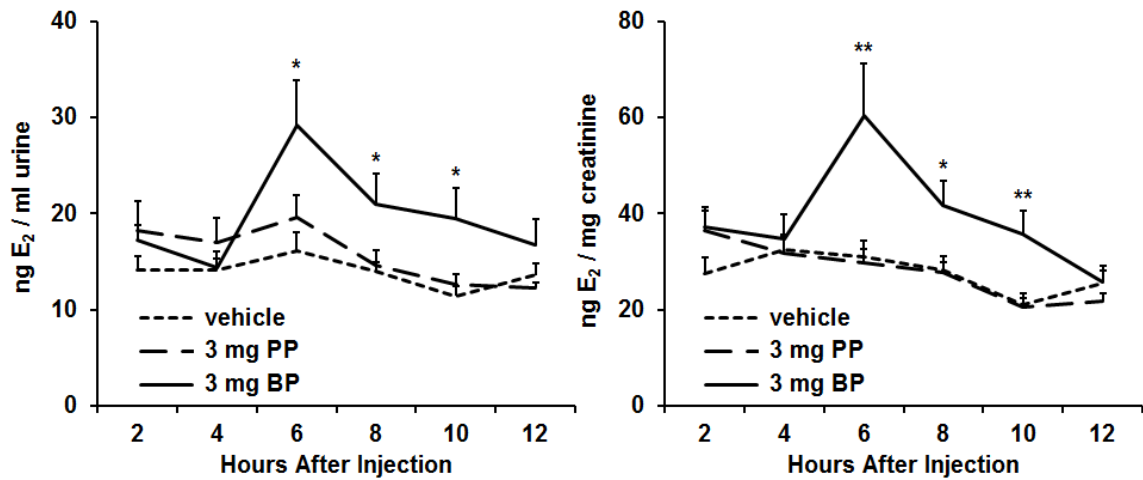 ng E₂ / ml urine
40
30
20
10
0
*
*
*
vehicle
3 mg PP
3 mg BP
2 4 6 8 10 12
Hours After Injection
ng E₂ / mg creatinine
80
60
40
20
0
**
*
**
vehicle
3 mg PP
3 mg BP
2 4 6 8 10 12
Hours After Injection